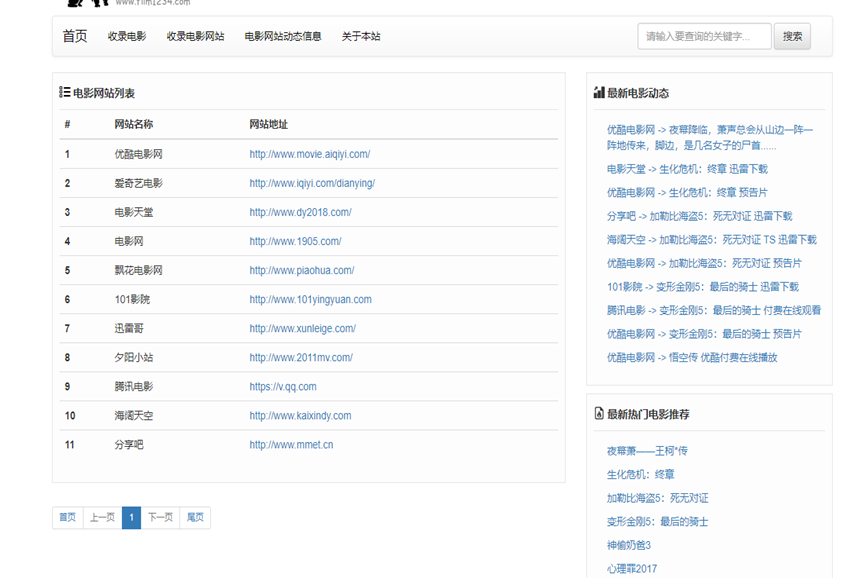 www.film1234.com
首页 收录电影 收录电影网站 电影网站动态信息 关于本站 请输入要查询的关键字... 搜索
电影网站列表
# 网站名称 网站地址
1 优酷电影网 http://www.movie.aiqiyi.com/
2 爱奇艺电影 http://www.iqiyi.com/dianying/
3 电影天堂 http://www.dy2018.com/
4 电影网 http://www.1905.com/
5 飘花电影网 http://www.piaohua.com/
6 101影院 http://www.101yingyuan.com
7 迅雷哥 http://www.xunleige.com/
8 夕阳小站 http://www.2011mv.com/
9 腾讯电影 https://v.qq.com
10 海阔天空 http://www.kaixindy.com
11 分享吧 http://www.mmet.cn
首页 上一页 1 下一页 尾页
最新电影动态
优酷电影网 -> 夜幕降临，萧声总会从山边一阵一
阵地传来，脚边，是几名女子的尸首......
电影天堂 -> 生化危机：终章 迅雷下载
优酷电影网 -> 生化危机：终章 预告片
分享吧 -> 加勒比海盗5：死无对证 迅雷下载
海阔天空 -> 加勒比海盗5：死无对证 TS 迅雷下载
优酷电影网 -> 加勒比海盗5：死无对证 预告片
101影院 -> 变形金刚5：最后的骑士 迅雷下载
腾讯电影 -> 变形金刚5：最后的骑士 付费在线观看
优酷电影网 -> 变形金刚5：最后的骑士 预告片
优酷电影网 -> 悟空传 优酷付费在线播放
最新热门电影推荐
夜幕萧——王柯*传
生化危机：终章
加勒比海盗5：死无对证
变形金刚5：最后的骑士
神偷奶爸3
心理罪2017